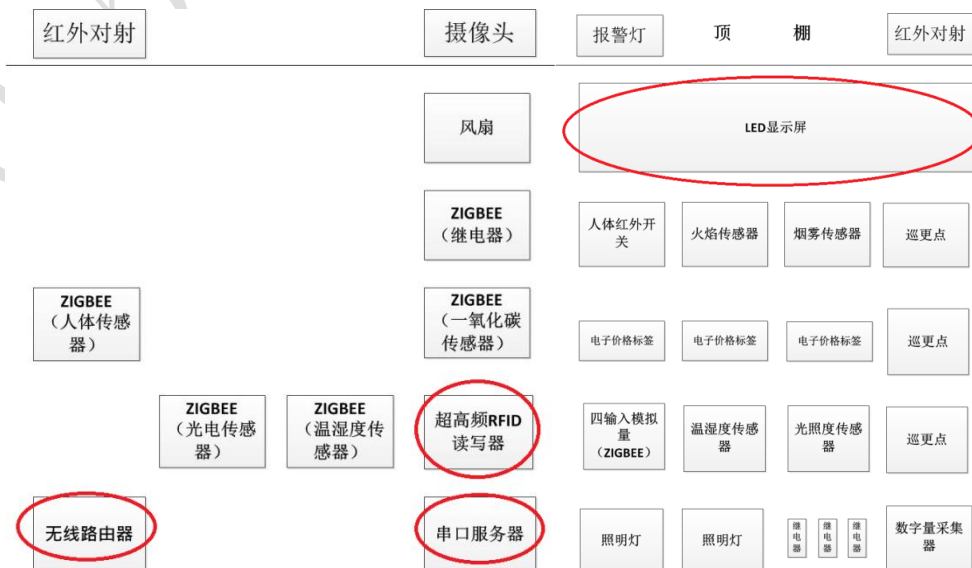 红外对射
摄像头
报警灯
顶 棚
红外对射
风扇
LED显示屏
ZIGBEE
（继电器）
人体红外开
关
火焰传感器
烟雾传感器
巡更点
ZIGBEE
（人体传感
器）
ZIGBEE
（一氧化碳
传感器）
电子价格标签
电子价格标签
电子价格标签
巡更点
ZIGBEE
（光电传感
器）
ZIGBEE
（温湿度传
感器）
超高频RFID
读写器
四输入模拟
量
（ZIGBEE）
温湿度传感
器
光照度传感
器
巡更点
无线路由器
串口服务器
照明灯
照明灯
继
电
器
继
电
器
继
电
器
数字量采集
器